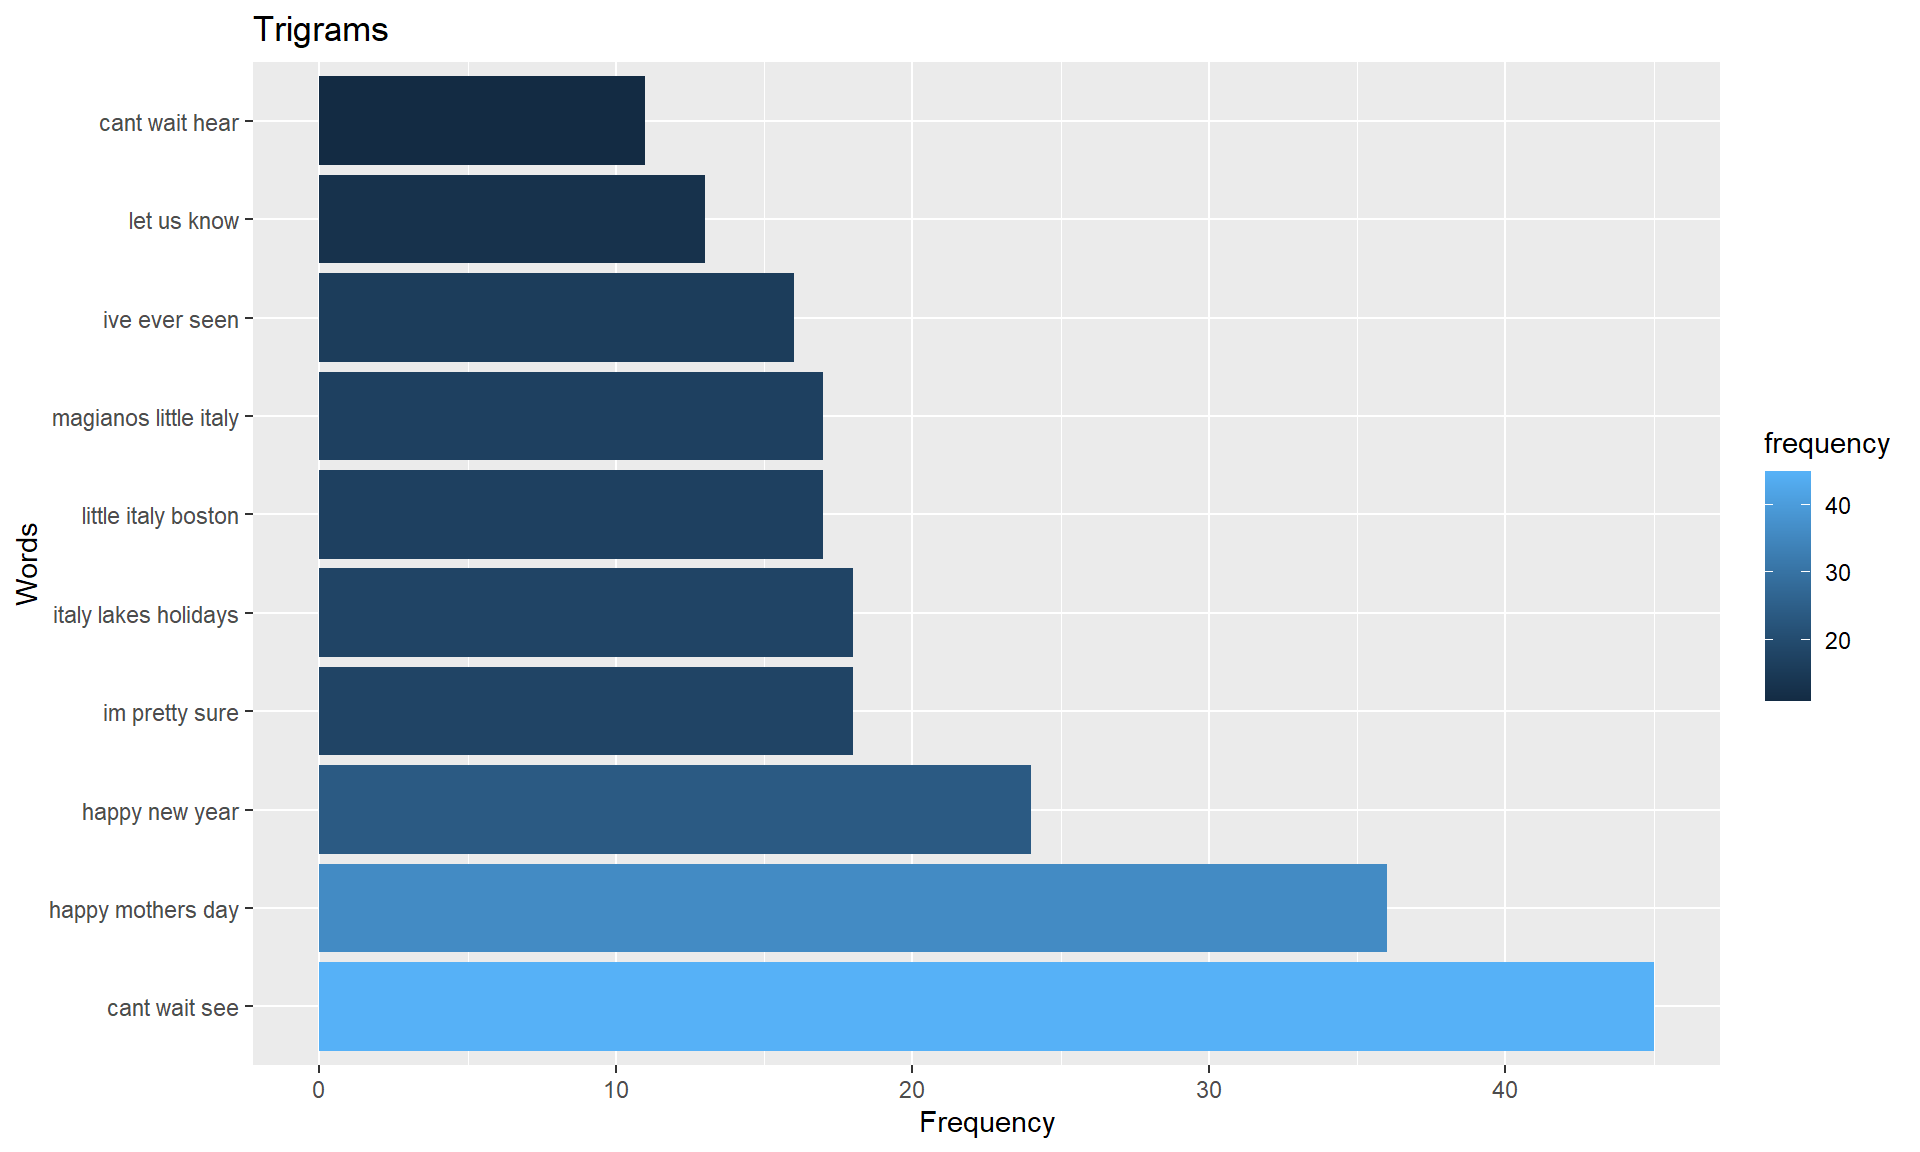 Trigrams
cant wait hear
let us know
ive ever seen
magianos little italy
little italy boston
italy lakes holidays
im pretty sure
happy new year
happy mothers day
cant wait see
Words
0 10 20 30 40
Frequency
frequency
40
30
20